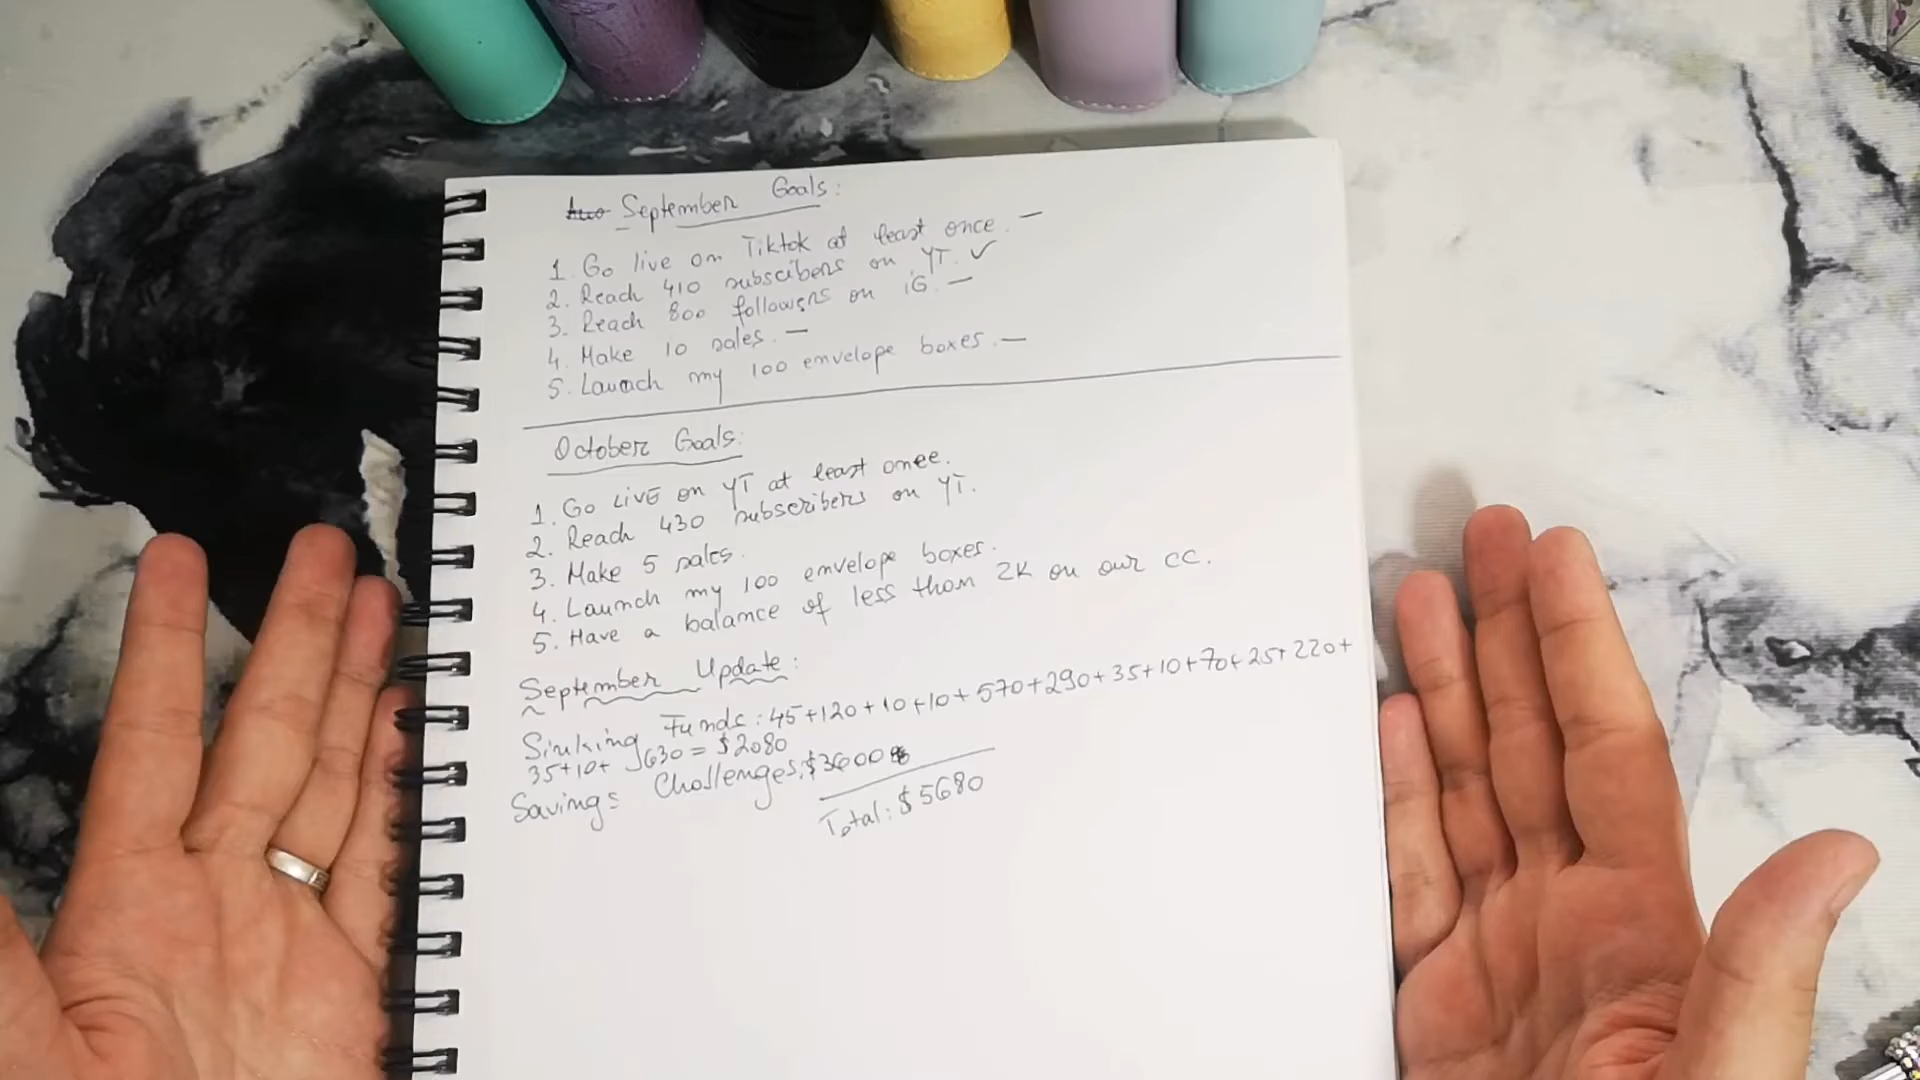 September Goals:
1. Go live on Tiktok at least once. —
2. Reach 410 subscibers on YT. ✓
3. Reach 800 followers on iG. —
4. Make 10 sales. —
5. Launch my 100 envelope boxes. —
October Goals:
1. Go LIVE on YT at least once.
2. Reach 430 subscribers on YT.
3. Make 5 sales.
4. Launch my 100 envelope boxes.
5. Have a balance of less than 2K on our cc.
September Update:
Sinking Funds: 45+120+10+10+570+290+35+10+70+25+220+
35+10+630=$2080
Savings Challenges: $3600
Total: $5680